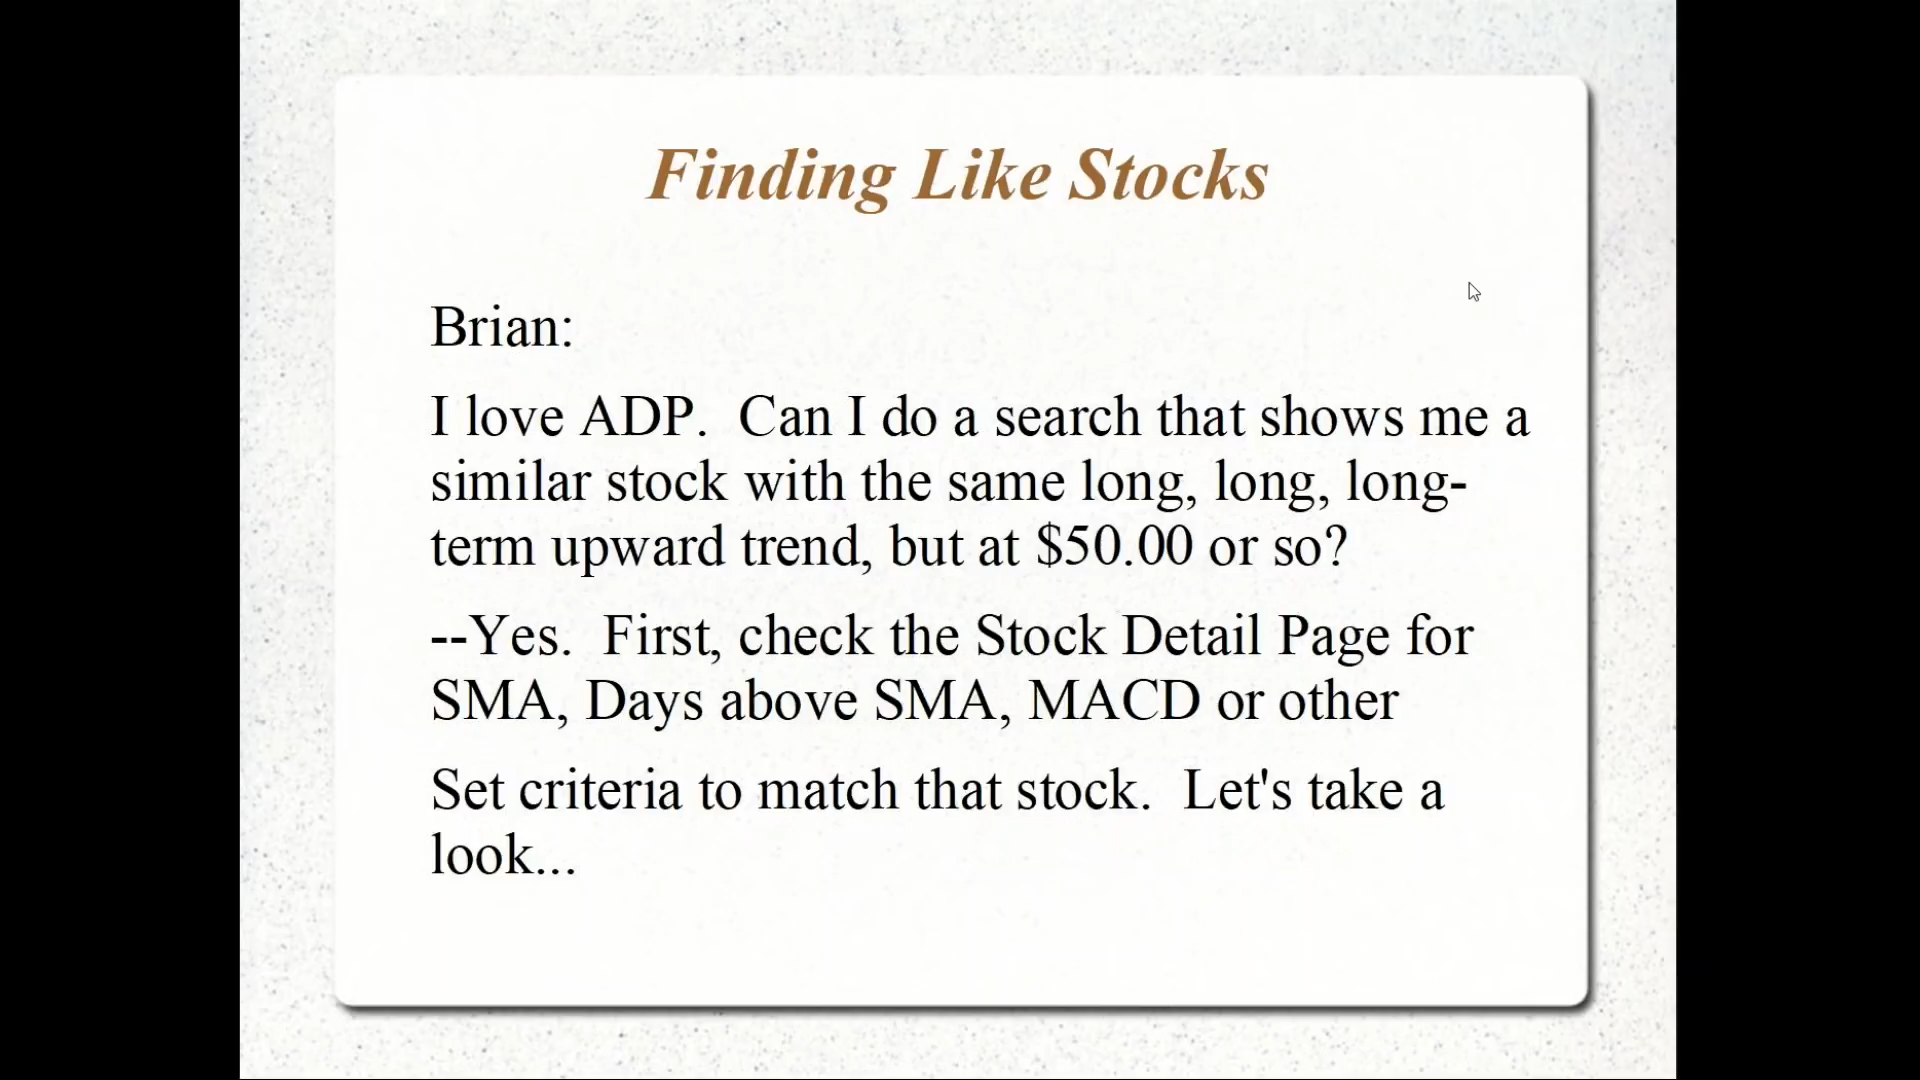 Finding Like Stocks
Brian:
I love ADP.  Can I do a search that shows me a
similar stock with the same long, long, long-
term upward trend, but at $50.00 or so?
--Yes.  First, check the Stock Detail Page for
SMA, Days above SMA, MACD or other
Set criteria to match that stock.  Let's take a
look...